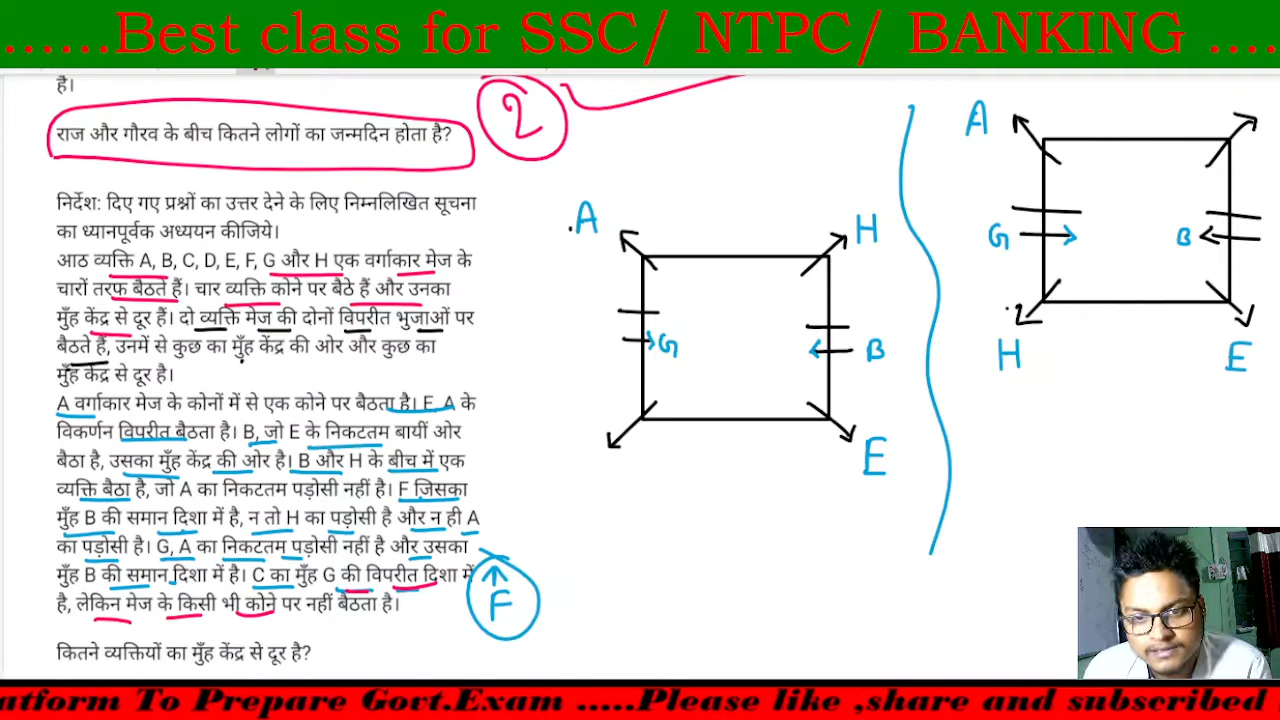 ......Best class for SSC/ NTPC/ BANKING ....
है।
2
राज और गौरव के बीच कितने लोगों का जन्मदिन होता है?
निर्देश: दिए गए प्रश्नों का उत्तर देने के लिए निम्नलिखित सूचना
का ध्यानपूर्वक अध्ययन कीजिये।
आठ व्यक्ति A, B, C, D, E, F, G और H एक वर्गाकार मेज के
चारों तरफ बैठते हैं। चार व्यक्ति कोने पर बैठे हैं और उनका
मुँह केंद्र से दूर हैं। दो व्यक्ति मेज की दोनों विपरीत भुजाओं पर
बैठते हैं, उनमें से कुछ का मुँह केंद्र की ओर और कुछ का
मुँह केंद्र से दूर है।
A वर्गाकार मेज के कोनों में से एक कोने पर बैठता है। E, A के
विकर्णन विपरीत बैठता है। B, जो E के निकटतम बायीं ओर
बैठा है, उसका मुँह केंद्र की ओर है। B और H के बीच में एक
व्यक्ति बैठा है, जो A का निकटतम पड़ोसी नहीं है। F जिसका
मुँह B की समान दिशा में है, न तो H का पड़ोसी है और न ही A
का पड़ोसी है। G, A का निकटतम पड़ोसी नहीं है और उसका
मुँह B की समान दिशा में है। C का मुँह G की विपरीत दिशा में
है, लेकिन मेज के किसी भी कोने पर नहीं बैठता है।
कितने व्यक्तियों का मुँह केंद्र से दूर है?
F
A H
G B
E
A
G B
H E
atform To Prepare Govt.Exam .....Please like ,share and subscribed